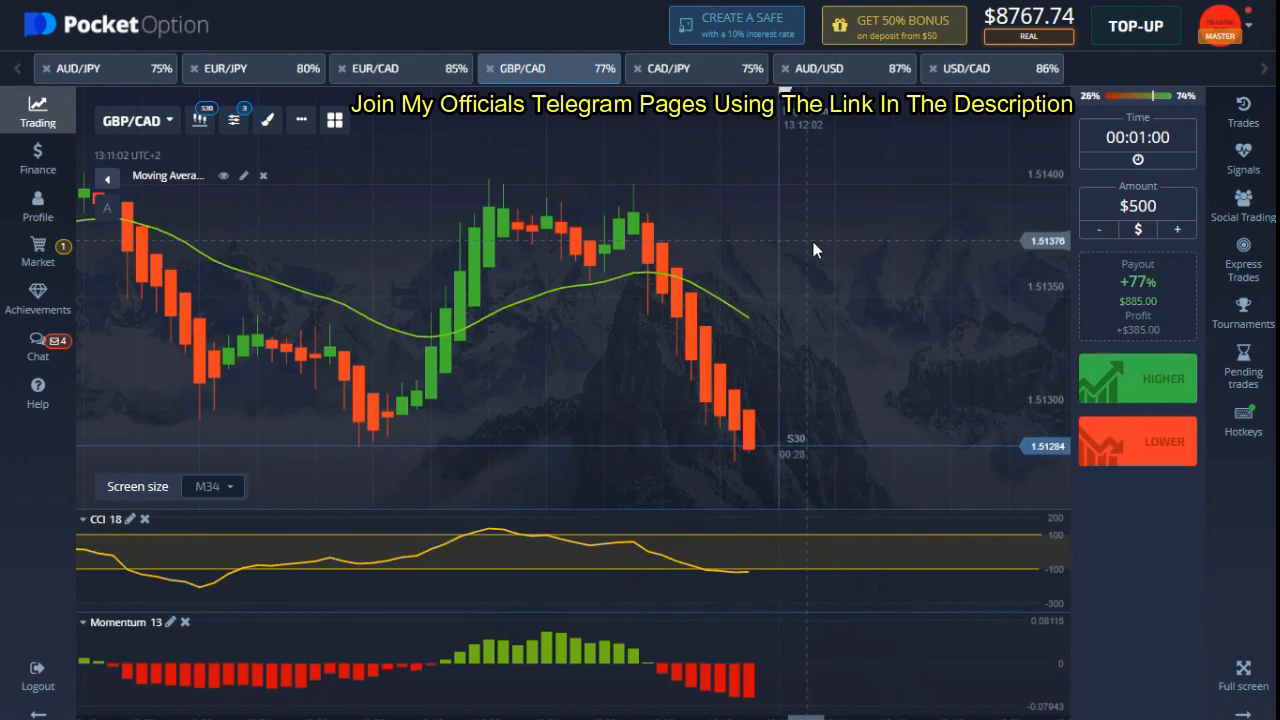 PocketOption
CREATE A SAFE
with a 10% interest rate
GET 50% BONUS
on deposit from $50
$8767.74
REAL
TOP-UP
MASTER
AUD/JPY 75%
EUR/JPY 80%
EUR/CAD 85%
GBP/CAD 77%
CAD/JPY 75%
AUD/USD 87%
USD/CAD 86%
Join My Officials Telegram Pages Using The Link In The Description
Trading
Finance
Profile
Market
1
Achievements
Chat
4
Help
Logout
GBP/CAD
S30
3
13:11:02 UTC+2
Moving Avera...
A
13:12:02
1.51400
1.51376
1.51350
1.51300
1.51284
S30
00:28
Screen size
M34
CCI 18
200
100
-100
-300
Momentum 13
0.08115
0
-0.07943
26%
74%
Time
00:01:00
Amount
$500
-
$
+
Payout
+77%
$885.00
Profit
+$385.00
HIGHER
LOWER
Trades
Signals
Social Trading
Express
Trades
Tournaments
Pending
trades
Hotkeys
Full screen